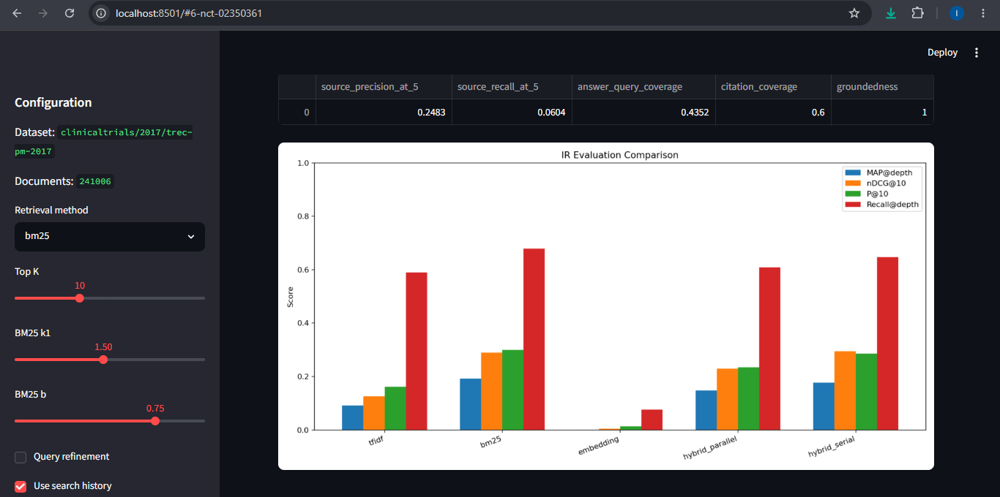 localhost:8501/#6-nct-02350361
I
Deploy
Configuration
Dataset: clinicaltrials/2017/trec-
pm-2017
Documents: 241006
Retrieval method
bm25
Top K
10
BM25 k1
1.50
BM25 b
0.75
Query refinement
Use search history
source_precision_at_5 source_recall_at_5 answer_query_coverage citation_coverage groundedness
0 0.2483 0.0604 0.4352 0.6 1
IR Evaluation Comparison
MAP@depth
nDCG@10
P@10
Recall@depth
Score
1.0
0.8
0.6
0.4
0.2
0.0
tfidf bm25 embedding hybrid_parallel hybrid_serial